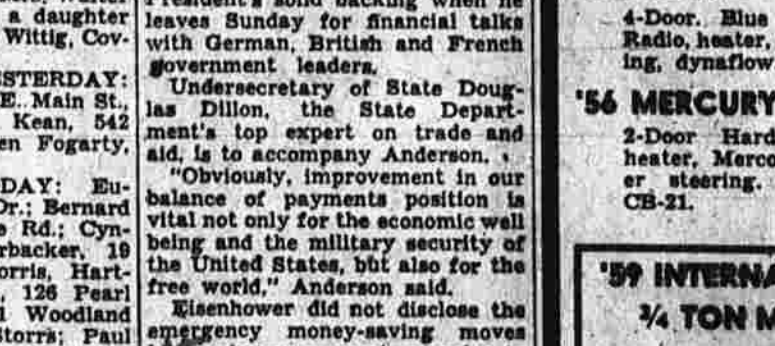 a daughter
Wittig, Cov-
STERDAY:
E. Main St.,
Kean, 542
en Fogarty,
DAY: Eu-
Dr.; Bernard
Rd.; Cyn-
rbacker, 19
orris, Hart-
, 126 Pearl
Woodland
Storrs; Paul
President's solid backing when he
leaves Sunday for financial talks
with German, British and French
government leaders.
Undersecretary of State Doug-
las Dillon, the State Depart-
ment's top expert on trade and
aid, is to accompany Anderson.
"Obviously, improvement in our
balance of payments position is
vital not only for the economic well
being and the military security of
the United States, but also for the
free world," Anderson said.
Eisenhower did not disclose the
emergency money-saving moves
4-Door. Blue
Radio, heater,
ing, dynaflow
'56 MERCURY
2-Door Hard
heater, Merco
er steering.
CB-21.
'59 INTERNA
¾ TON M